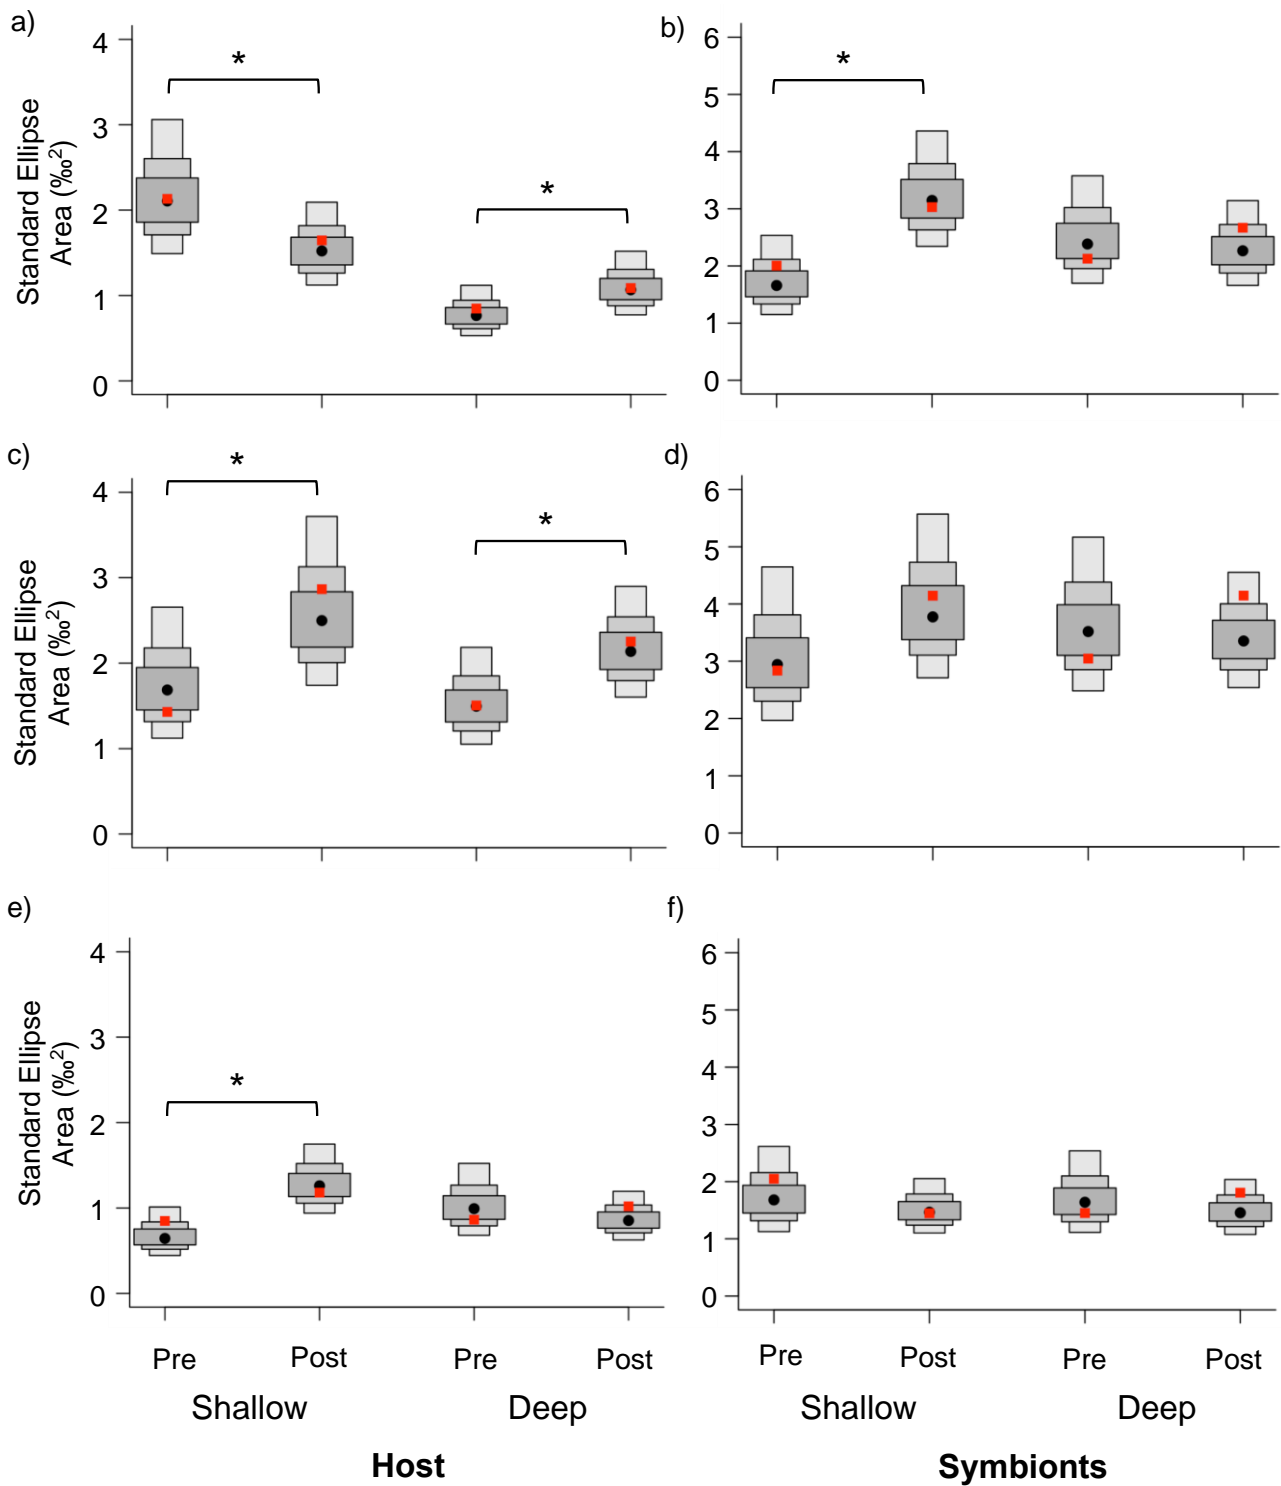 a)
4
3
2
1
0
Standard Ellipse
Area (‰²)
*
*
b)
6
5
4
3
2
1
0
*
c)
4
3
2
1
0
Standard Ellipse
Area (‰²)
*
*
d)
6
5
4
3
2
1
0
e)
4
3
2
1
0
Standard Ellipse
Area (‰²)
*
f)
6
5
4
3
2
1
0
Pre Post Pre Post
Shallow Deep
Host
Pre Post Pre Post
Shallow Deep
Symbionts